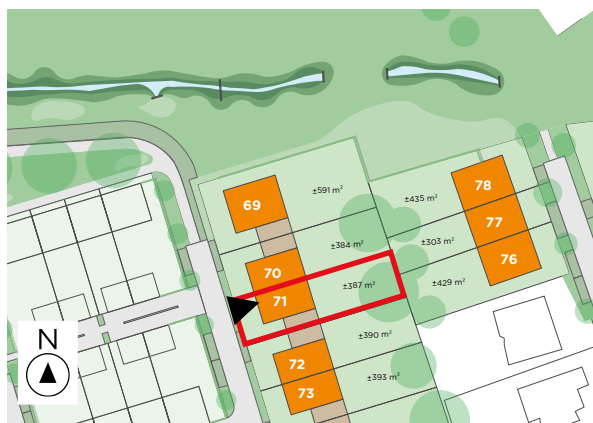 69
±591 m²
±435 m²
78
77
±384 m²
±303 m²
76
70
±387 m²
±429 m²
71
±390 m²
72
±393 m²
73
N